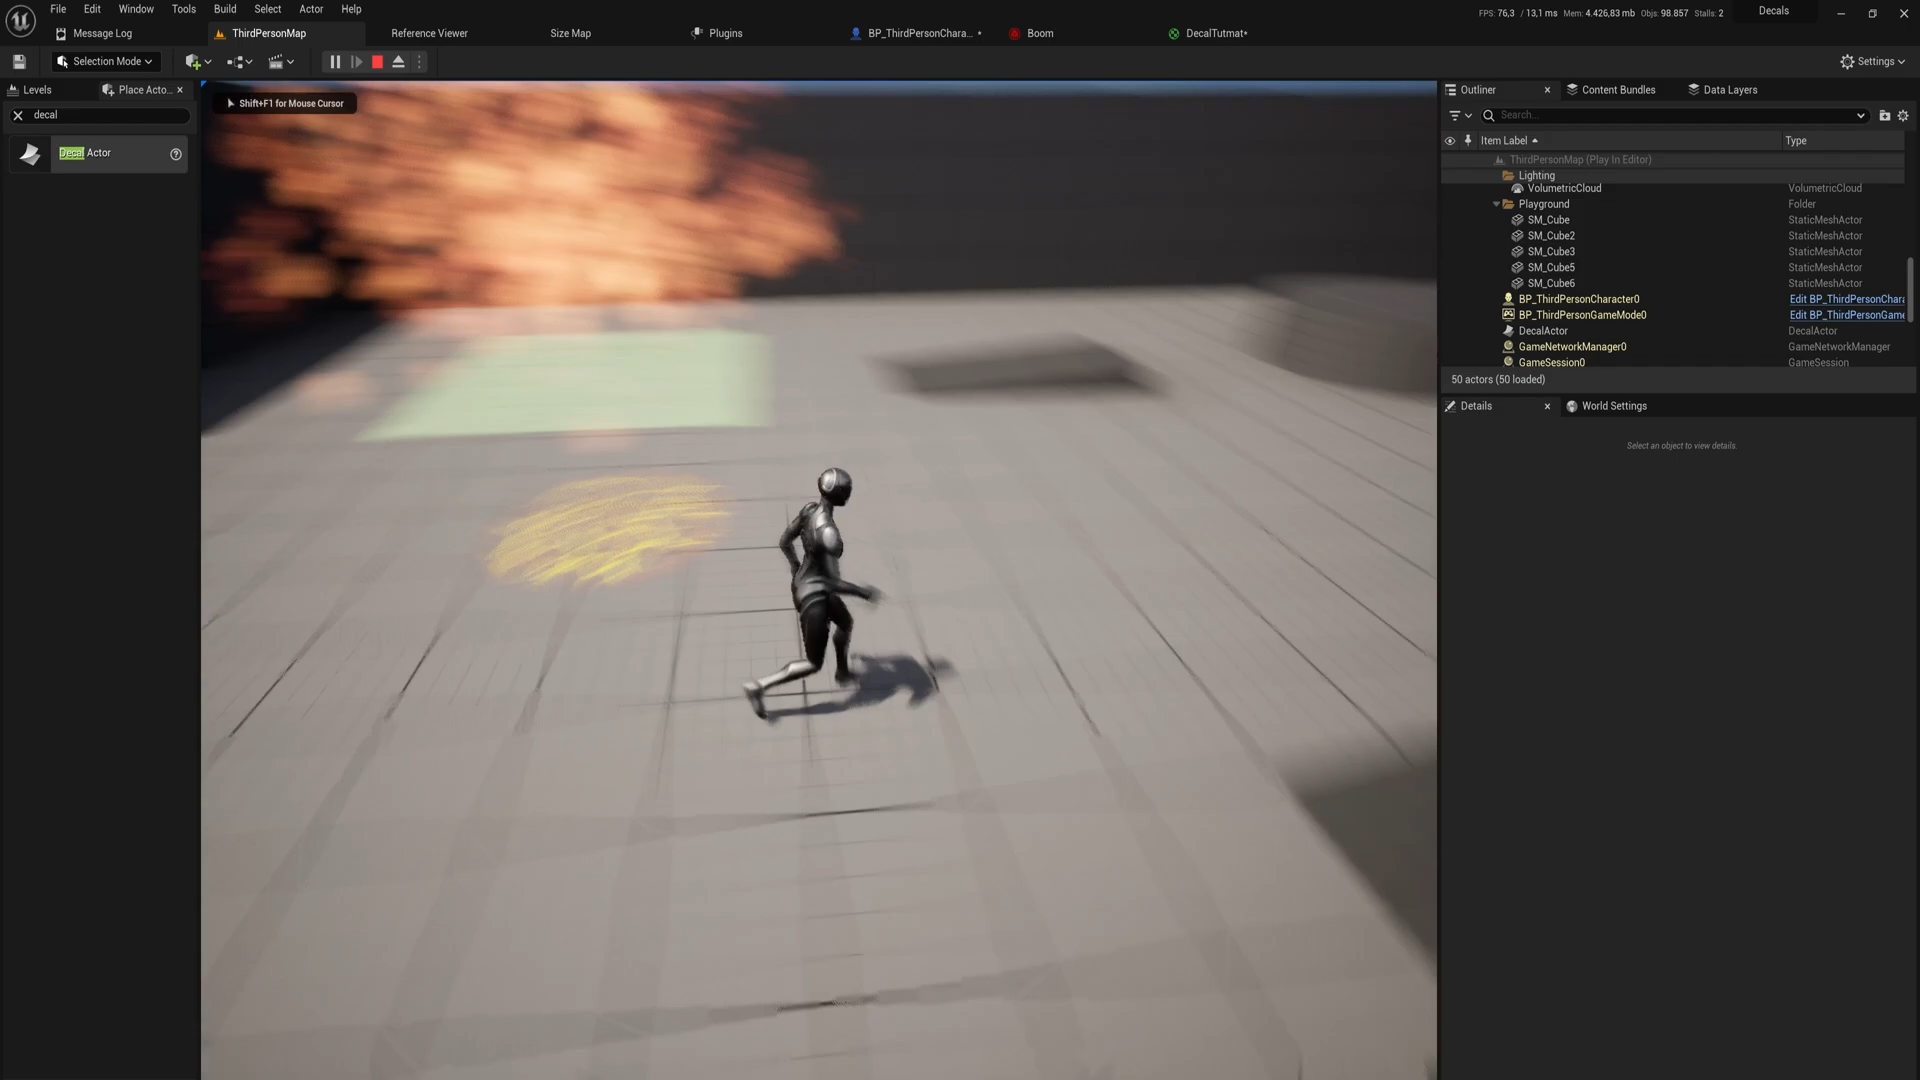 File Edit Window Tools Build Select Actor Help
FPS: 76,3 / 13,1 ms Mem: 4.426,83 mb Objs: 98.857 Stalls: 2
Decals
Message Log
ThirdPersonMap
Reference Viewer
Size Map
Plugins
BP_ThirdPersonChara... *
Boom
DecalTutmat*
Selection Mode
Settings
Levels
Place Acto...
decal
Decal Actor
Shift+F1 for Mouse Cursor
Outliner
Content Bundles
Data Layers
Search...
Item Label
Type
ThirdPersonMap (Play In Editor)
Lighting
VolumetricCloud VolumetricCloud
Playground Folder
SM_Cube StaticMeshActor
SM_Cube2 StaticMeshActor
SM_Cube3 StaticMeshActor
SM_Cube5 StaticMeshActor
SM_Cube6 StaticMeshActor
BP_ThirdPersonCharacter0 Edit BP_ThirdPersonChara
BP_ThirdPersonGameMode0 Edit BP_ThirdPersonGame
DecalActor DecalActor
GameNetworkManager0 GameNetworkManager
GameSession0 GameSession
50 actors (50 loaded)
Details
World Settings
Select an object to view details.